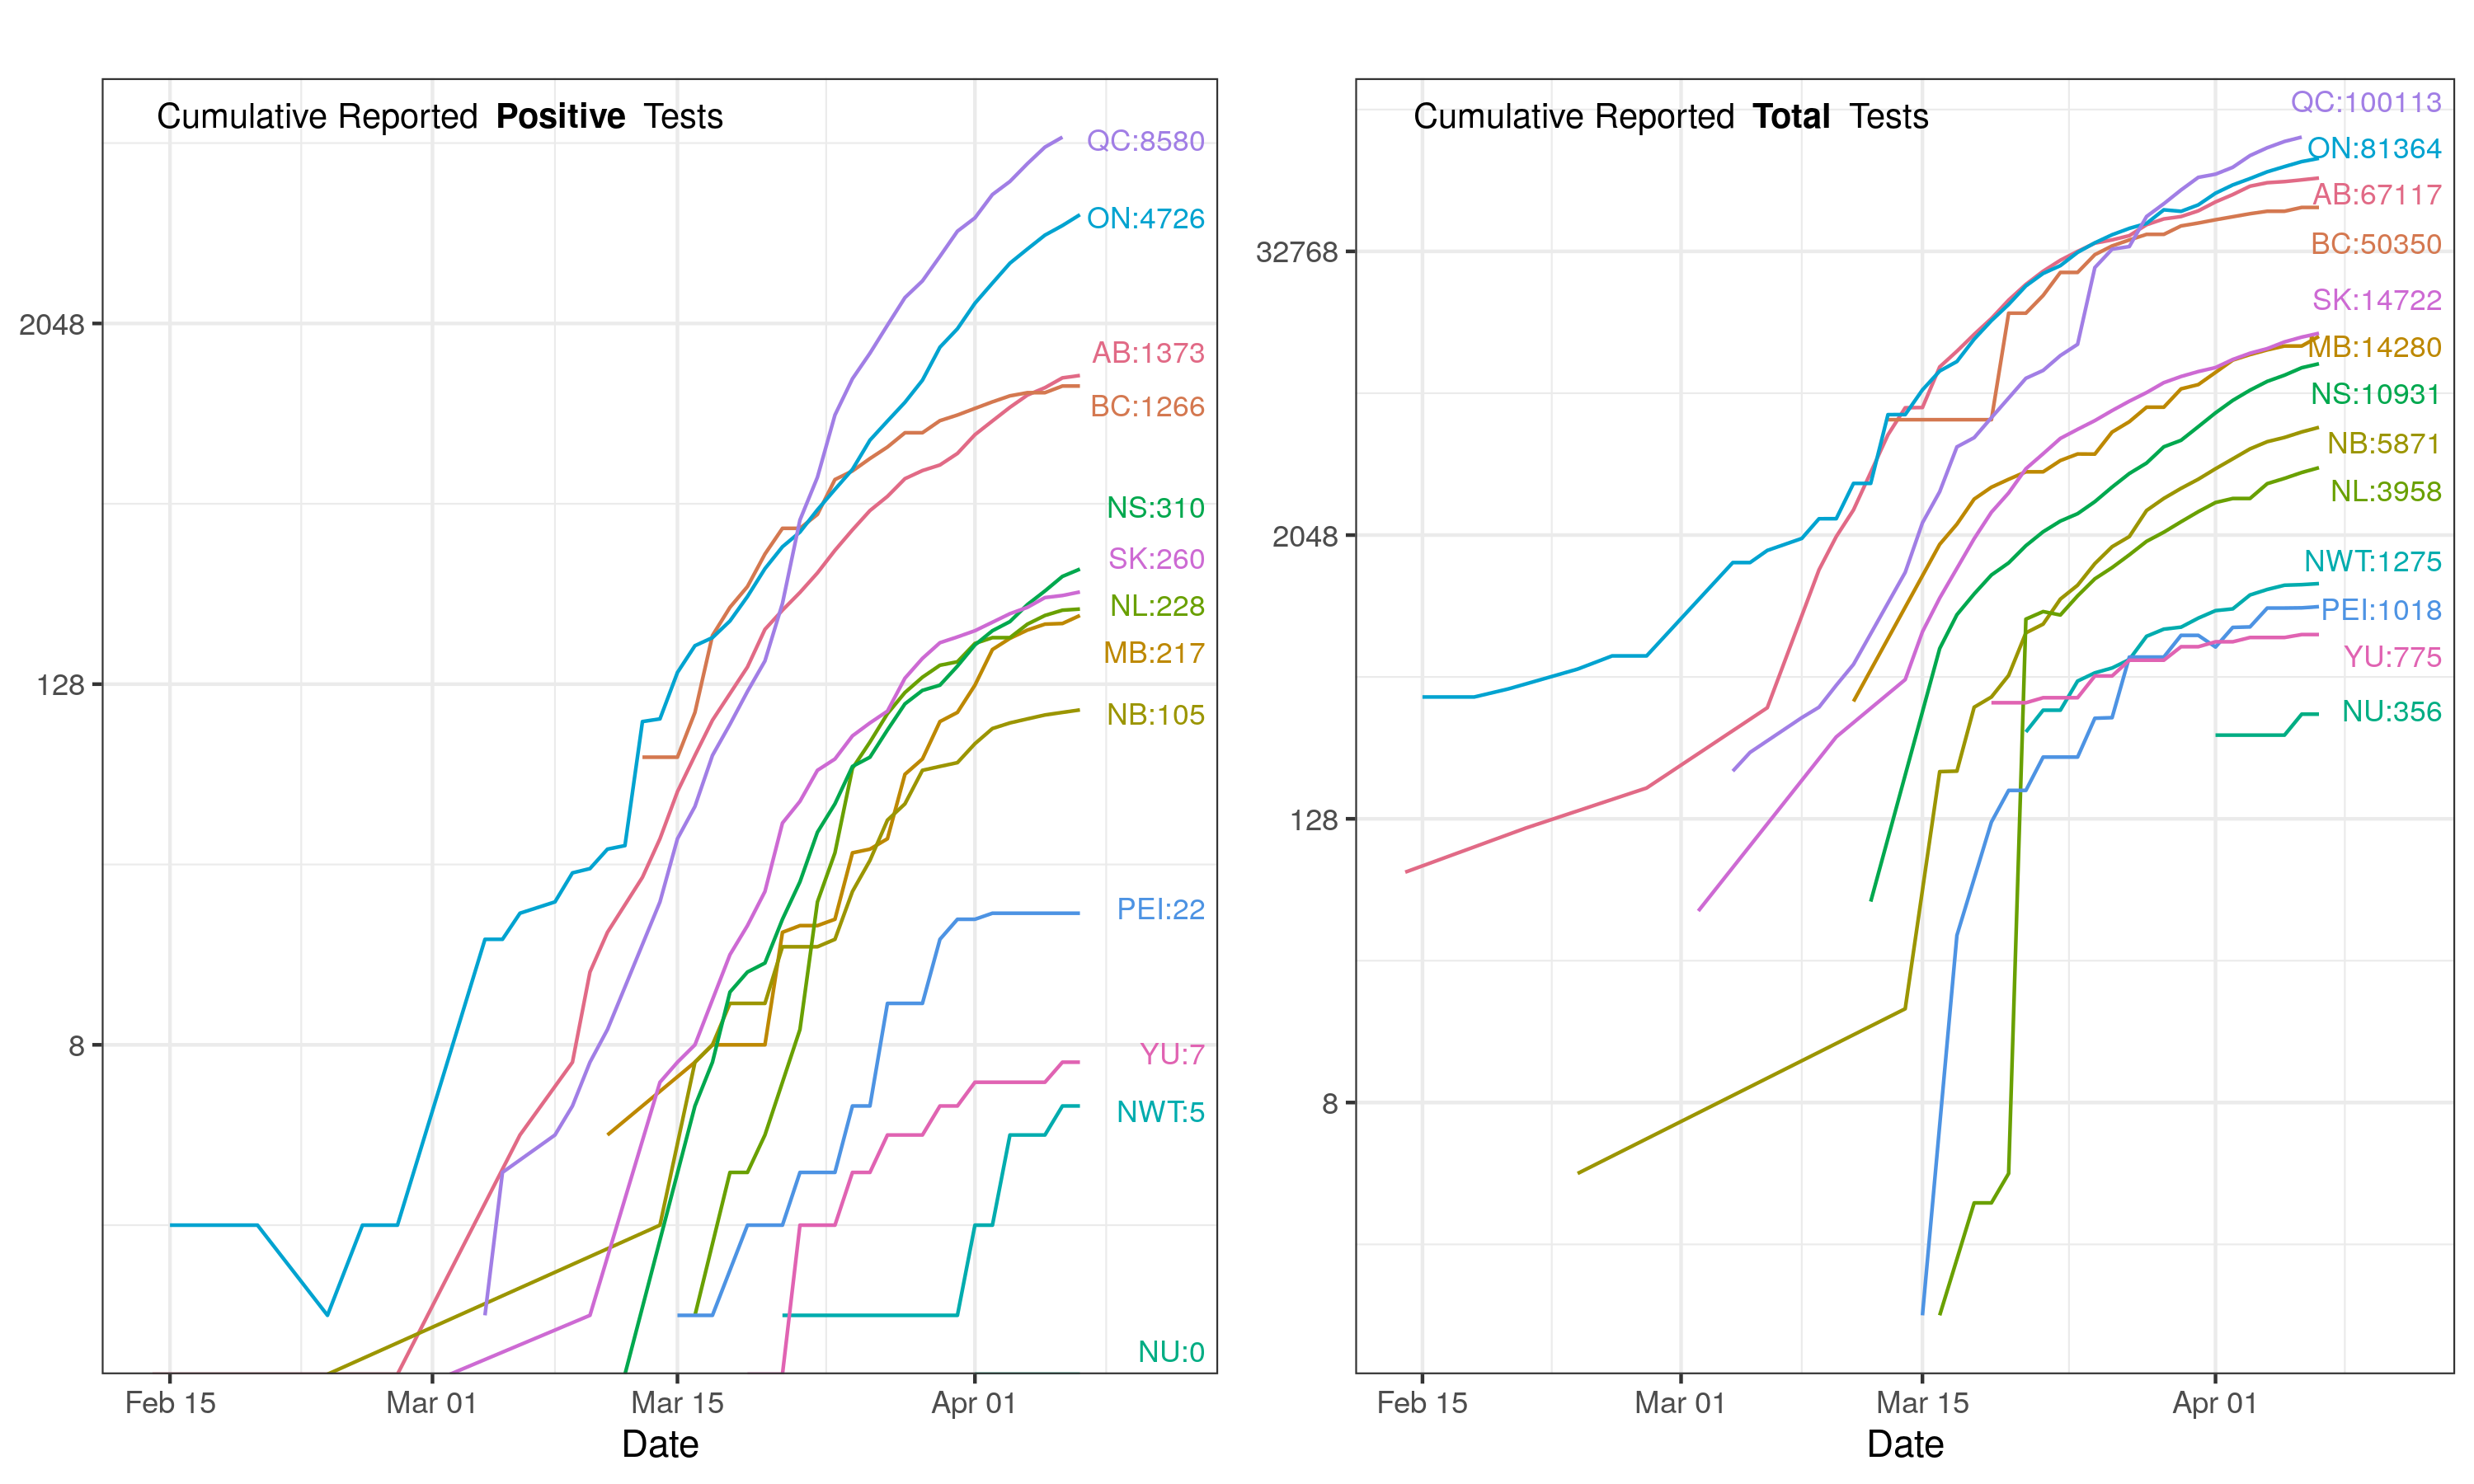 Cumulative Reported Positive Tests
QC:8580
ON:4726
2048
AB:1373
BC:1266
NS:310
SK:260
NL:228
MB:217
128
NB:105
PEI:22
8
YU:7
NWT:5
NU:0
Feb 15 Mar 01 Mar 15 Apr 01
Date
Cumulative Reported Total Tests
QC:100113
ON:81364
AB:67117
32768
BC:50350
SK:14722
MB:14280
NS:10931
NB:5871
NL:3958
2048
NWT:1275
PEI:1018
YU:775
NU:356
128
8
Feb 15 Mar 01 Mar 15 Apr 01
Date